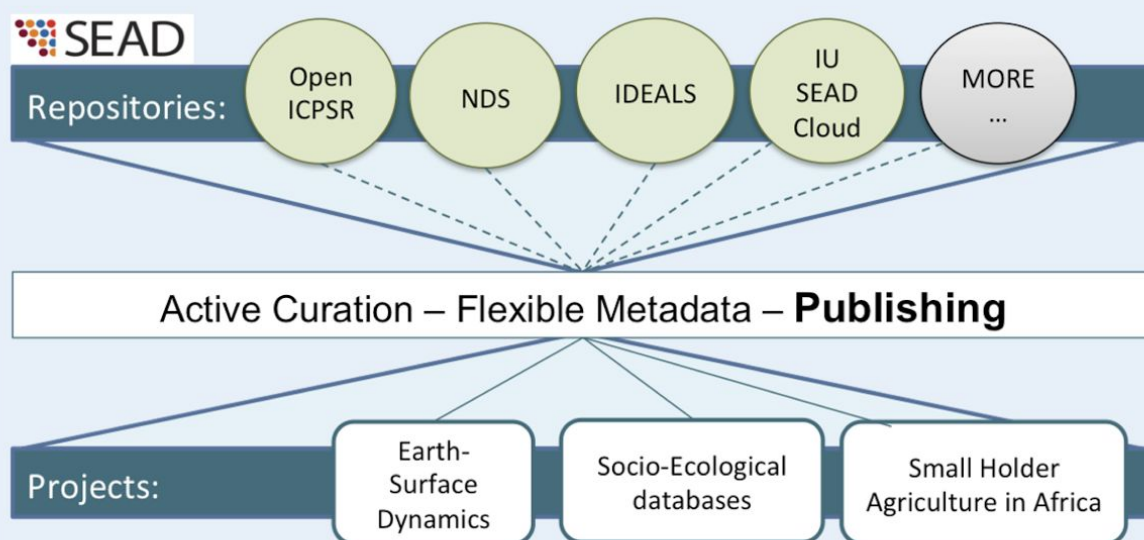 SEAD
Repositories:
Open
ICPSR
NDS
IDEALS
IU
SEAD
Cloud
MORE
...
Active Curation – Flexible Metadata – Publishing
Projects:
Earth-
Surface
Dynamics
Socio-Ecological
databases
Small Holder
Agriculture in Africa